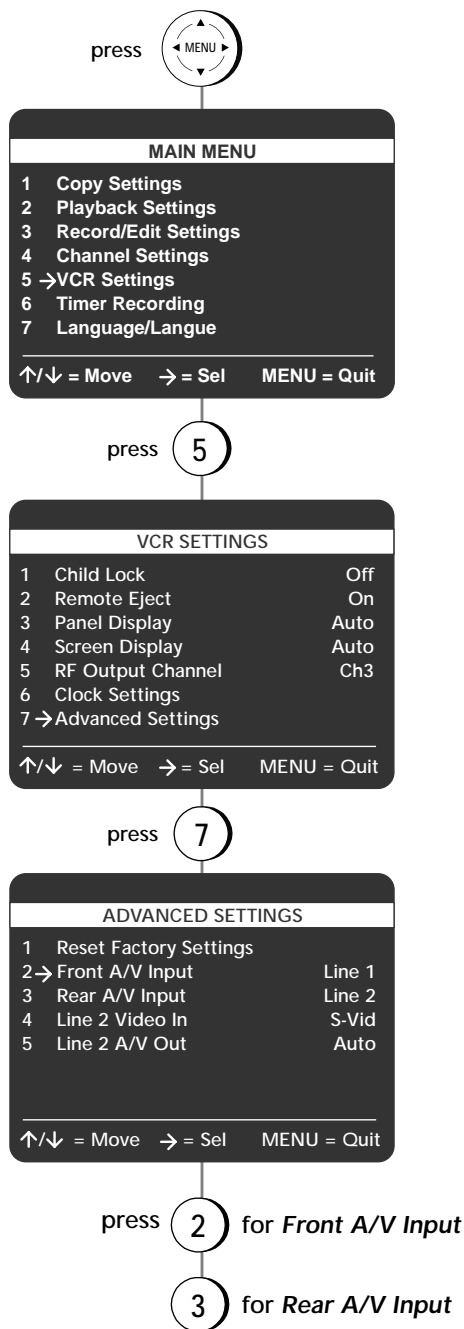 press MENU
MAIN MENU
1 Copy Settings
2 Playback Settings
3 Record/Edit Settings
4 Channel Settings
5 →VCR Settings
6 Timer Recording
7 Language/Langue
↑/↓ = Move → = Sel MENU = Quit
press 5
VCR SETTINGS
1 Child Lock Off
2 Remote Eject On
3 Panel Display Auto
4 Screen Display Auto
5 RF Output Channel Ch3
6 Clock Settings
7 →Advanced Settings
↑/↓ = Move → = Sel MENU = Quit
press 7
ADVANCED SETTINGS
1 Reset Factory Settings
2→ Front A/V Input Line 1
3 Rear A/V Input Line 2
4 Line 2 Video In S-Vid
5 Line 2 A/V Out Auto
↑/↓ = Move → = Sel MENU = Quit
press 2 for Front A/V Input
3 for Rear A/V Input